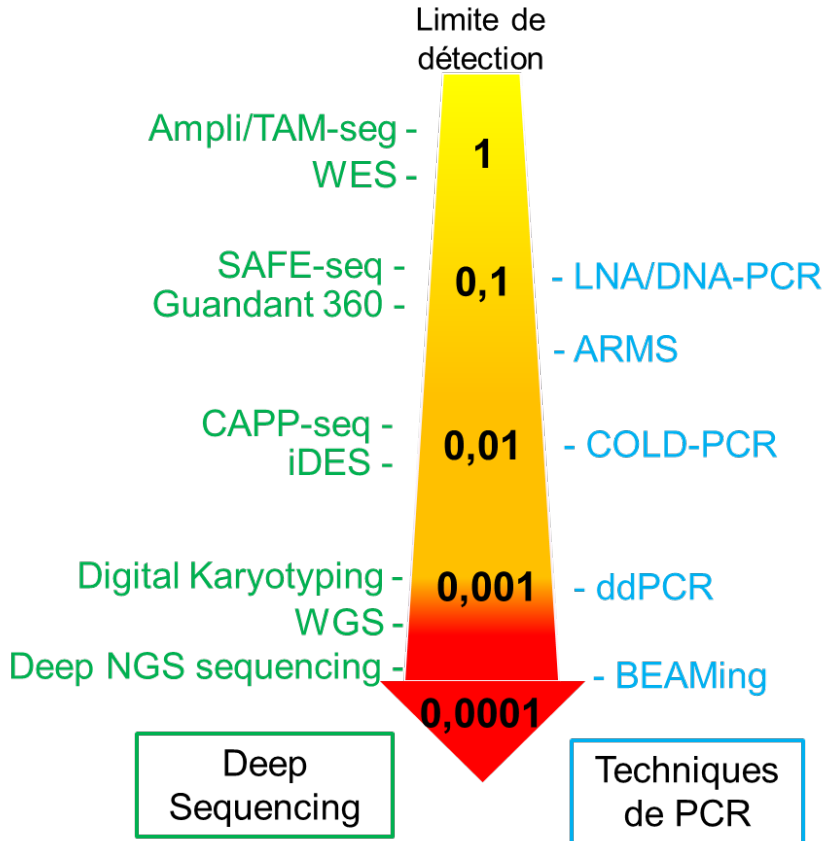 Limite de
détection
Ampli/TAM-seg -
WES -
1
SAFE-seq -
Guandant 360 -
0,1
- LNA/DNA-PCR
- ARMS
CAPP-seq -
iDES -
0,01
- COLD-PCR
Digital Karyotyping -
WGS -
0,001
- ddPCR
Deep NGS sequencing -
- BEAMing
0,0001
Deep
Sequencing
Techniques
de PCR